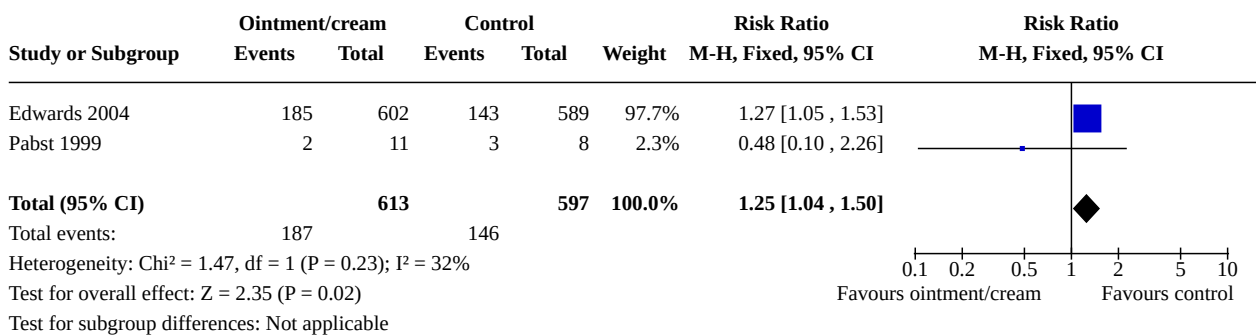 Ointment/cream Control Risk Ratio Risk Ratio
Study or Subgroup Events Total Events Total Weight M-H, Fixed, 95% CI M-H, Fixed, 95% CI
Edwards 2004 185 602 143 589 97.7% 1.27 [1.05 , 1.53]
Pabst 1999 2 11 3 8 2.3% 0.48 [0.10 , 2.26]
Total (95% CI) 613 597 100.0% 1.25 [1.04 , 1.50]
Total events: 187 146
Heterogeneity: Chi² = 1.47, df = 1 (P = 0.23); I² = 32%
0.1 0.2 0.5 1 2 5 10
Test for overall effect: Z = 2.35 (P = 0.02) Favours ointment/cream Favours control
Test for subgroup differences: Not applicable